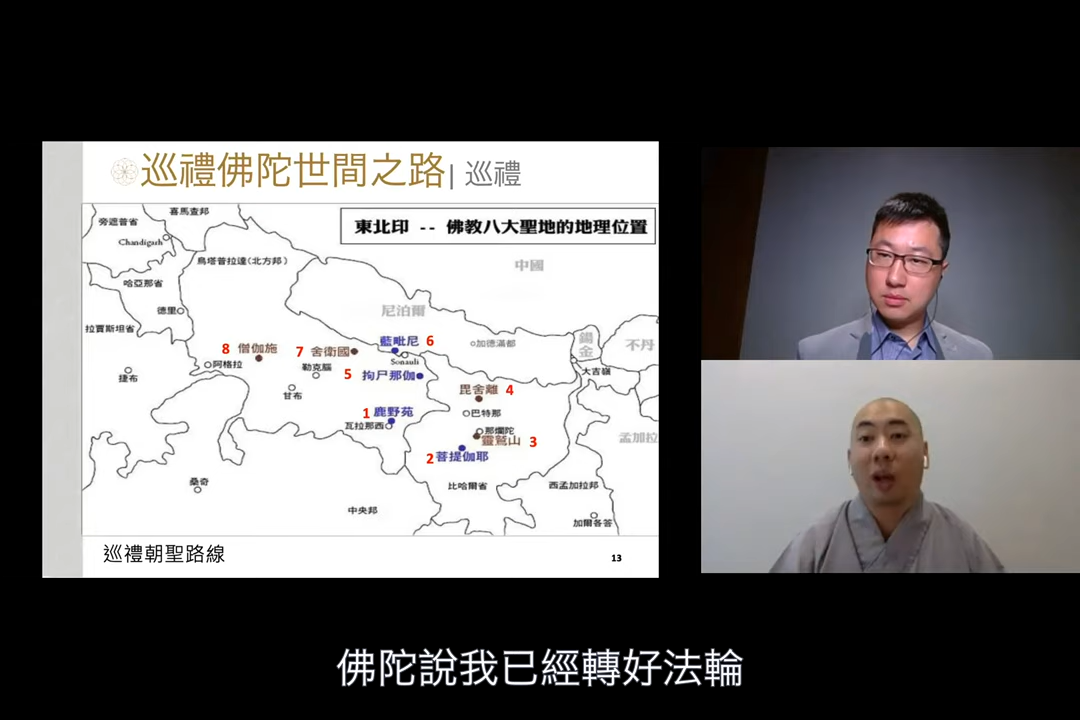 巡禮佛陀世間之路| 巡禮
東北印 -- 佛教八大聖地的地理位置
喜馬查邦
旁遮普省
Chandigarh
中國
烏塔普拉達(北方邦)
哈亞那省
德里
尼泊爾
拉賈斯坦省
藍毗尼 6
加德滿都
錫金
不丹
8 僧伽施
7 舍衛國
Sonauli
阿格拉
勒克腦
5 拘尸那伽
大吉嶺
捷布
甘布
毘舍離 4
1 鹿野苑
巴特那
瓦拉那西
那爛陀
孟加拉
靈鷲山 3
2 菩提伽耶
桑奇
比哈爾省
西孟加拉邦
中央邦
加爾各答
巡禮朝聖路線
13
佛陀說我已經轉好法輪